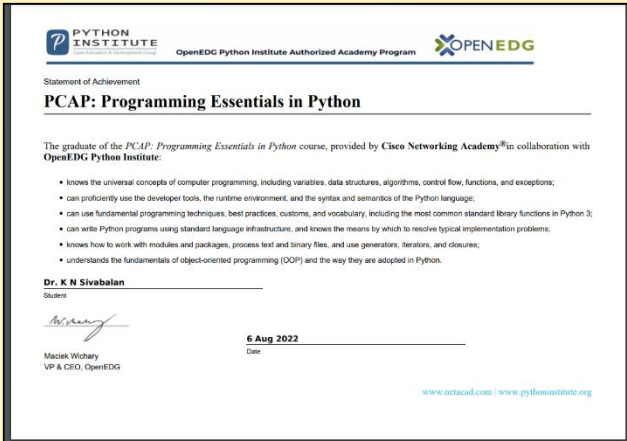 PYTHON
INSTITUTE
Open Education & Development Group
OpenEDG Python Institute Authorized Academy Program
OPENEDG
Statement of Achievement
PCAP: Programming Essentials in Python
The graduate of the PCAP: Programming Essentials in Python course, provided by Cisco Networking Academy® in collaboration with
OpenEDG Python Institute:
• knows the universal concepts of computer programming, including variables, data structures, algorithms, control flow, functions, and exceptions;
• can proficiently use the developer tools, the runtime environment, and the syntax and semantics of the Python language;
• can use fundamental programming techniques, best practices, customs, and vocabulary, including the most common standard library functions in Python 3;
• can write Python programs using standard language infrastructure, and knows the means by which to resolve typical implementation problems;
• knows how to work with modules and packages, process text and binary files, and use generators, iterators, and closures;
• understands the fundamentals of object-oriented programming (OOP) and the way they are adopted in Python.
Dr. K N Sivabalan
Student
6 Aug 2022
Date
Maciek Wichary
VP & CEO, OpenEDG
www.netacad.com | www.pythoninstitute.org